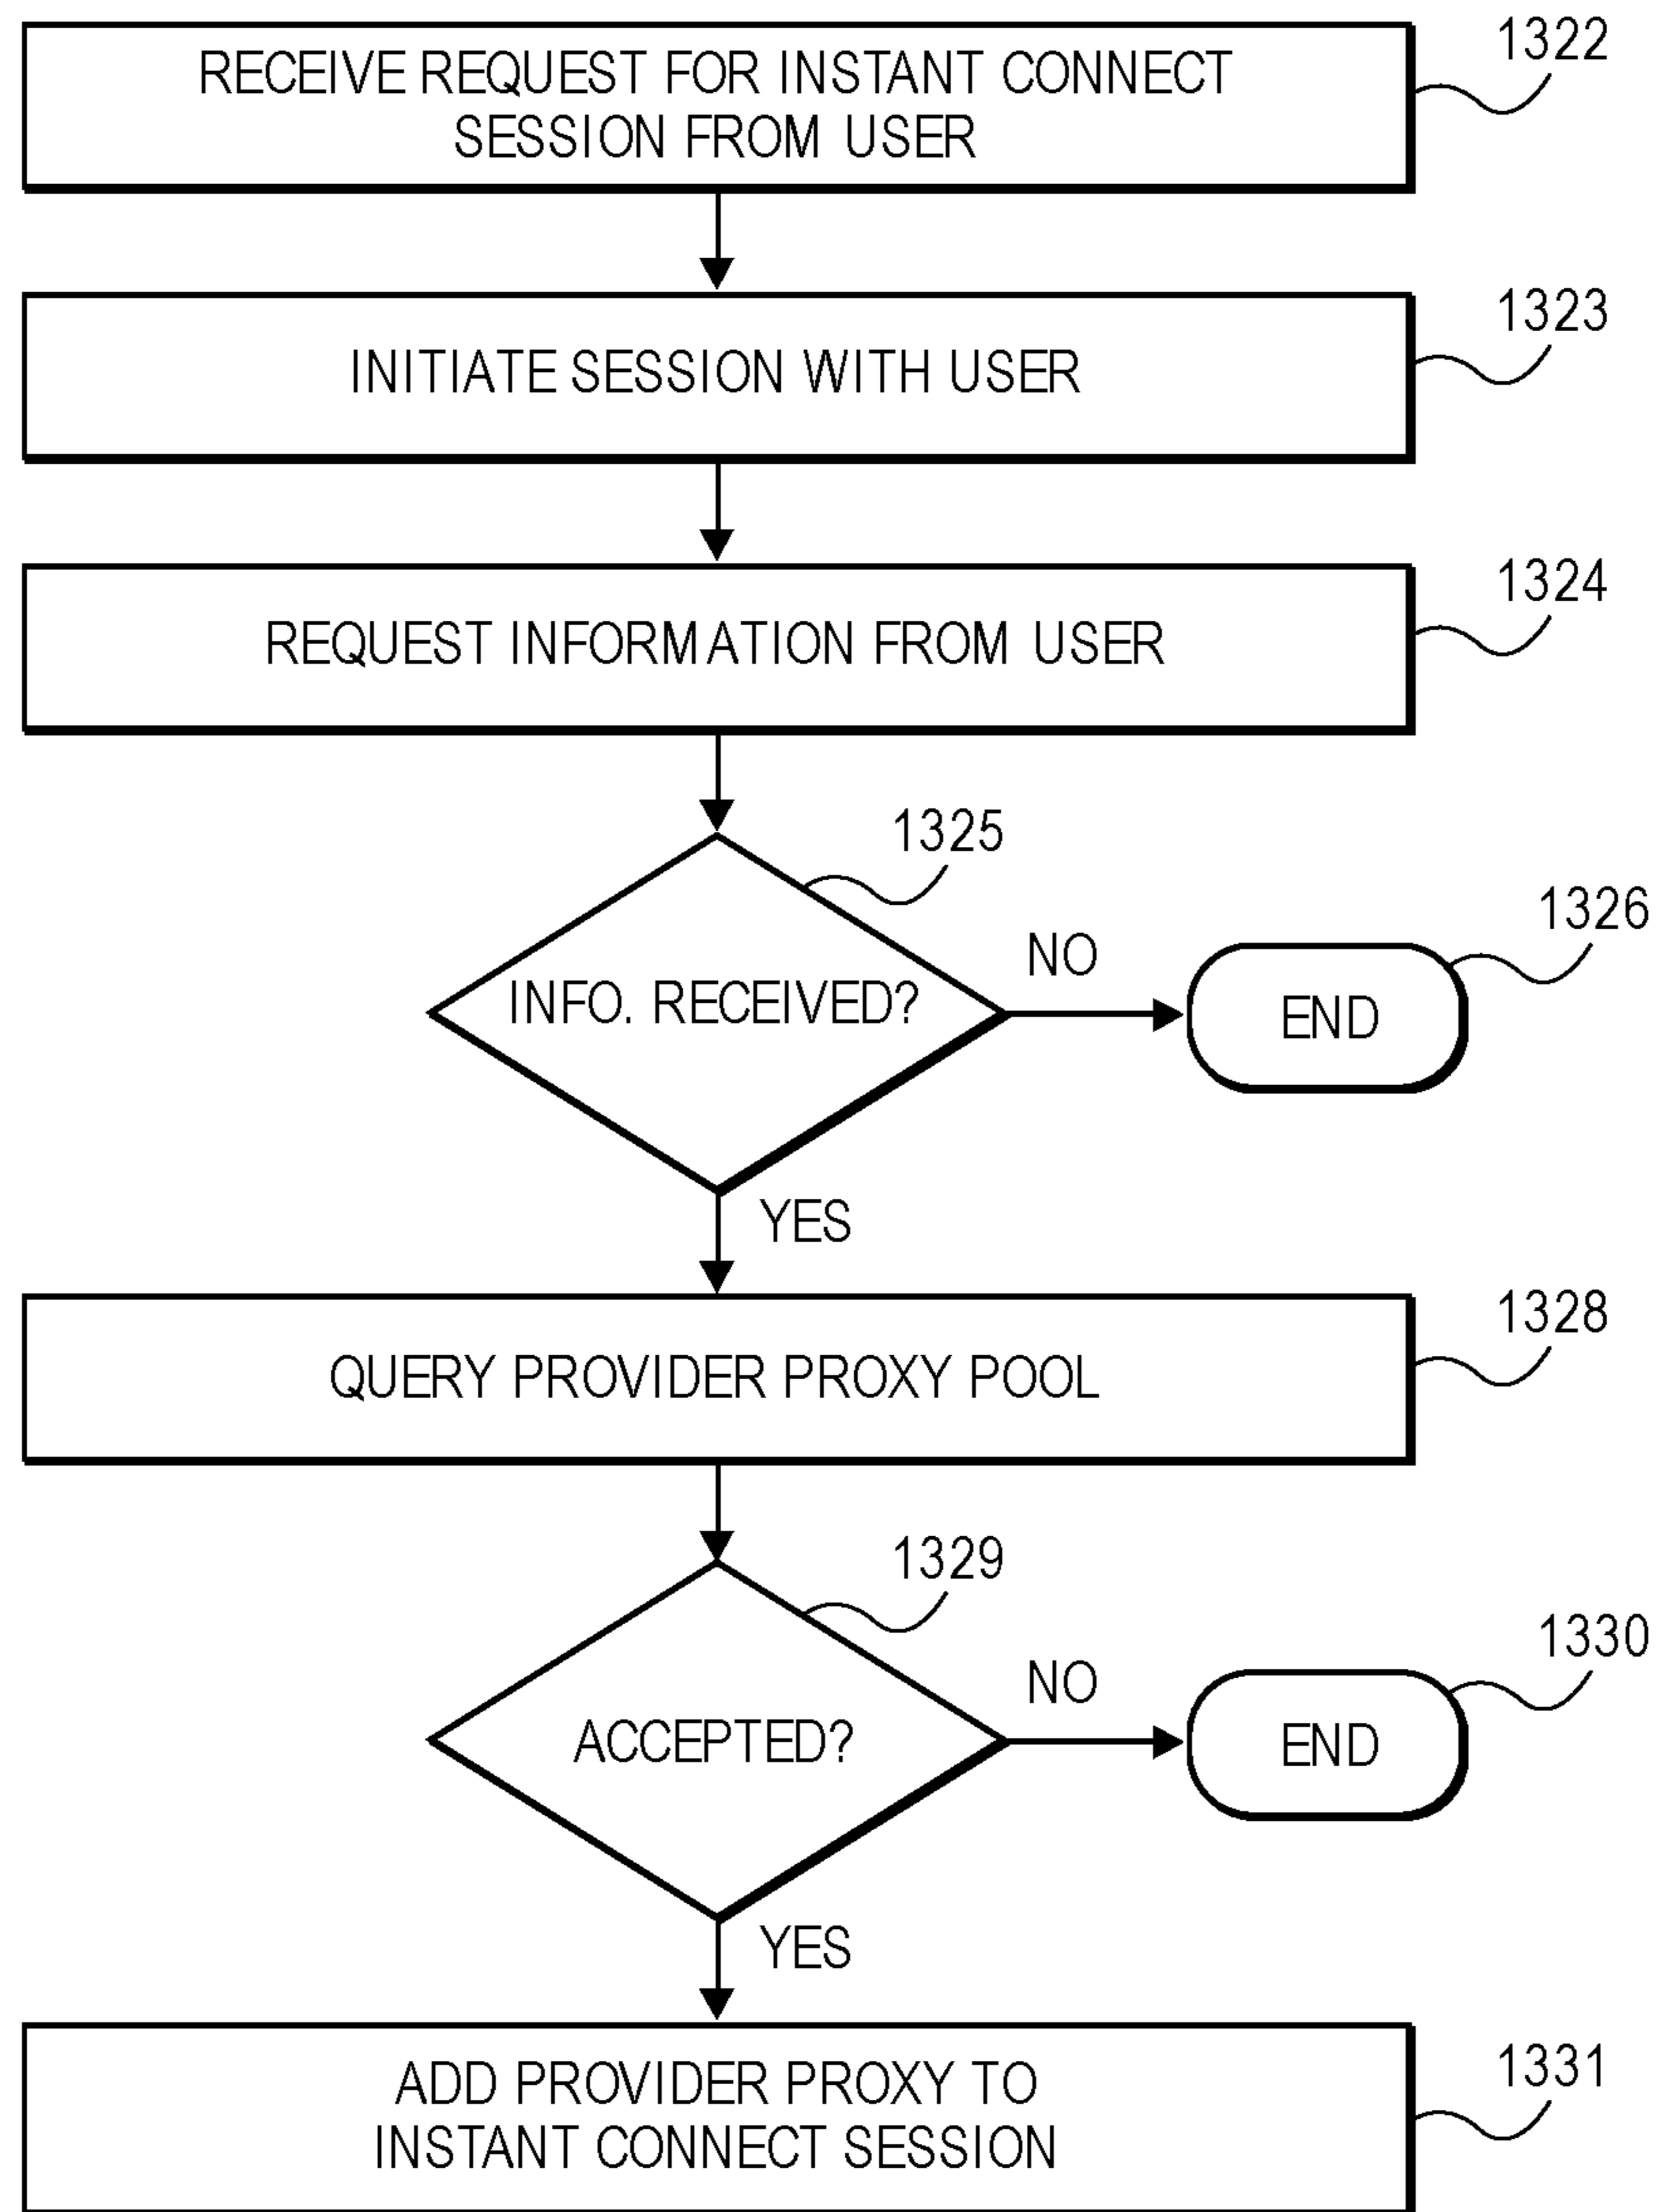 RECEIVE REQUEST FOR INSTANT CONNECT
SESSION FROM USER
1322
INITIATE SESSION WITH USER
1323
REQUEST INFORMATION FROM USER
1324
1325
INFO. RECEIVED?
NO
1326
END
YES
QUERY PROVIDER PROXY POOL
1328
1329
ACCEPTED?
NO
1330
END
YES
ADD PROVIDER PROXY TO
INSTANT CONNECT SESSION
1331